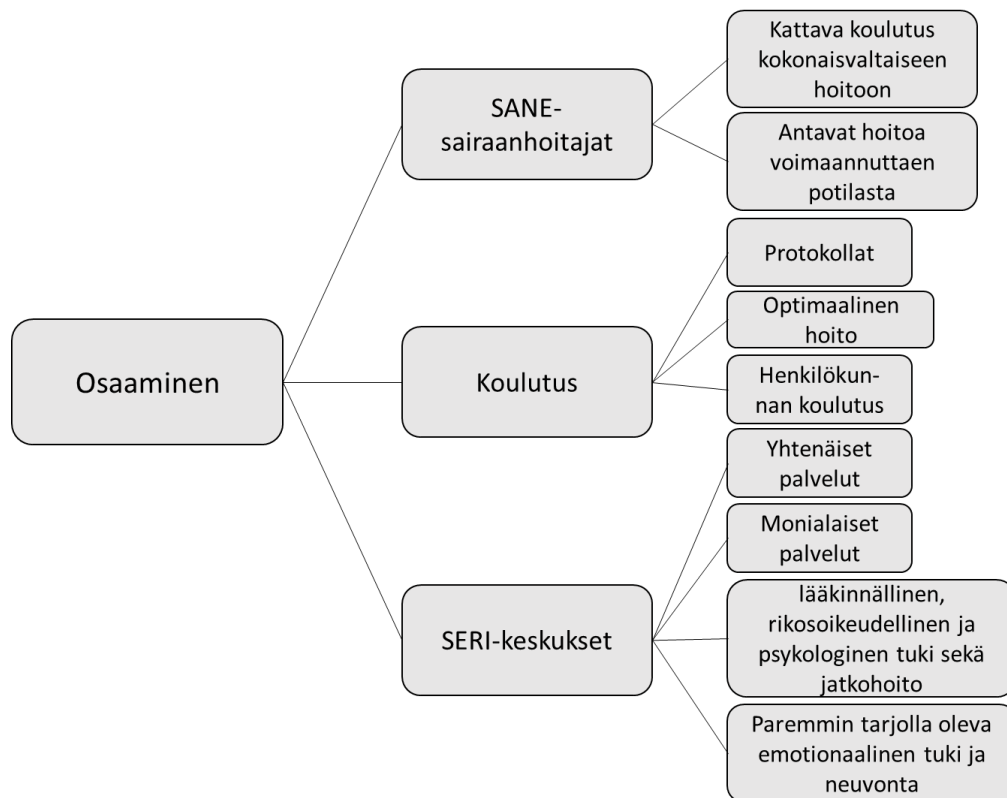 Osaaminen
SANE-
sairaanhoitajat
Kattava koulutus
kokonaisvaltaiseen
hoitoon
Antavat hoitoa
voimaannuttaen
potilasta
Koulutus
Protokollat
Optimaalinen
hoito
Henkilökun-
nan koulutus
SERI-keskukset
Yhtenäiset
palvelut
Monialaiset
palvelut
lääkinnällinen,
rikosoikeudellinen ja
psykologinen tuki sekä
jatkohoito
Paremmin tarjolla oleva
emotionaalinen tuki ja
neuvonta